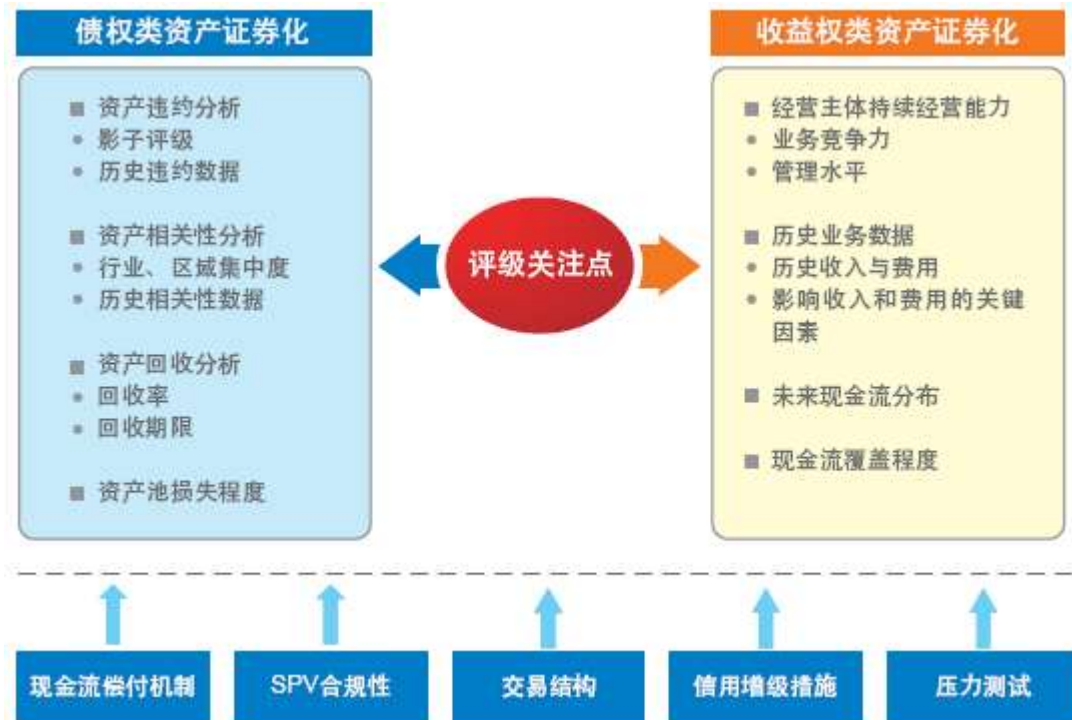 债权类资产证券化
■ 资产违约分析
• 影子评级
• 历史违约数据
■ 资产相关性分析
• 行业、区域集中度
• 历史相关性数据
■ 资产回收分析
• 回收率
• 回收期限
■ 资产池损失程度
评级关注点
收益权类资产证券化
■ 经营主体持续经营能力
• 业务竞争力
• 管理水平
■ 历史业务数据
• 历史收入与费用
• 影响收入和费用的关键
因素
■ 未来现金流分布
■ 现金流覆盖程度
现金流偿付机制
SPV合规性
交易结构
信用增级措施
压力测试